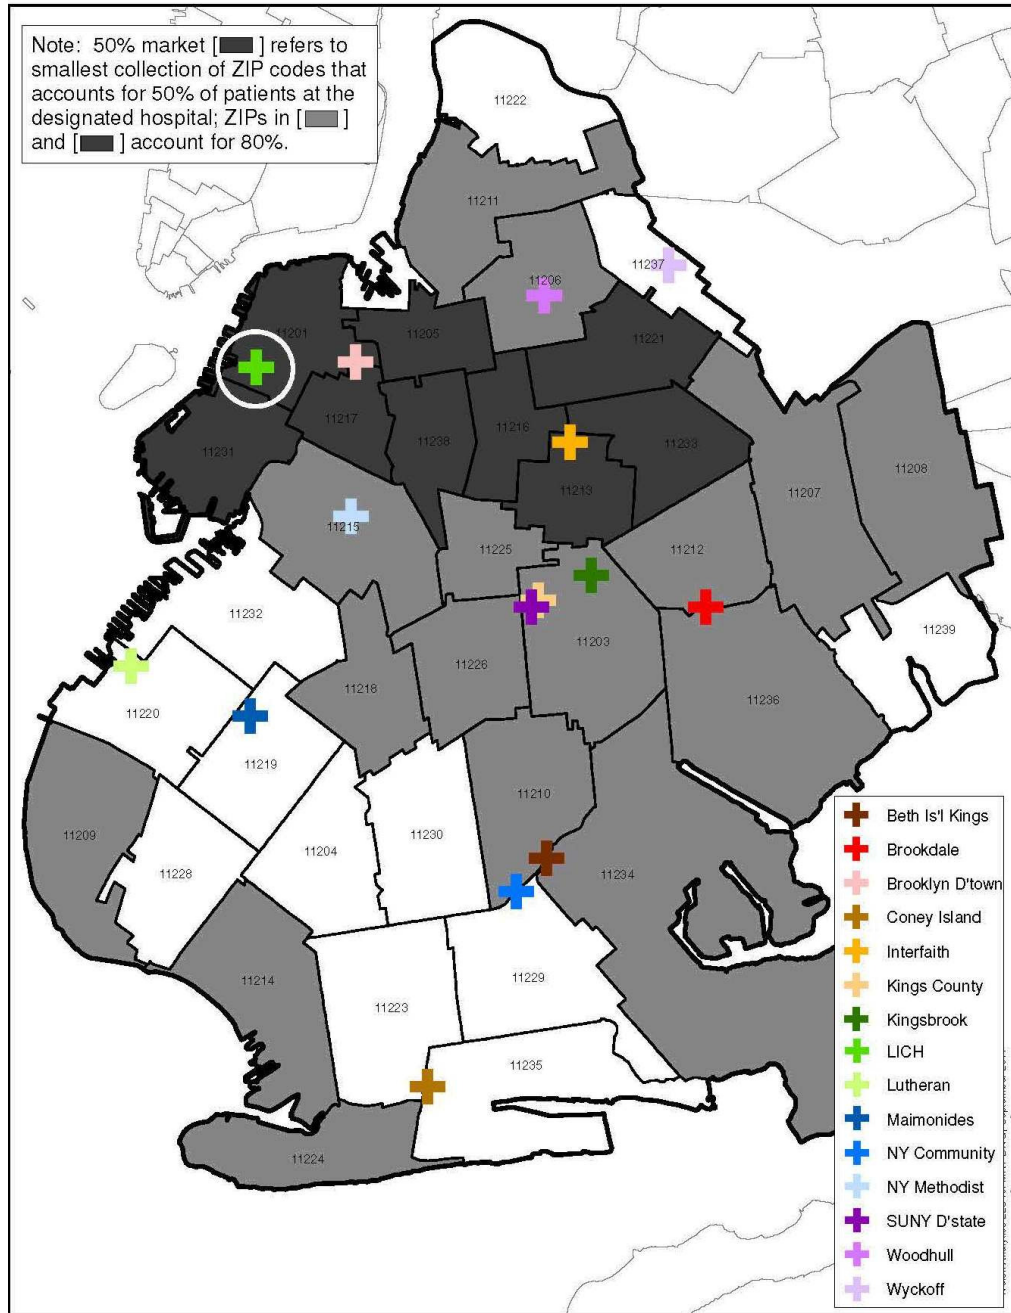 Note: 50% market [ ] refers to
smallest collection of ZIP codes that
accounts for 50% of patients at the
designated hospital; ZIPs in [ ]
and [ ] account for 80%.
11222
11211
11237
11206
11201
11205
11221
11217
11238
11216
11233
11231
11213
11208
11207
11215
11225
11212
11232
11203
11239
11226
11218
11236
11220
11219
11210
11209
11204
11230
11228
11234
11214
11229
11223
11235
11224
Beth Is'l Kings
Brookdale
Brooklyn D'town
Coney Island
Interfaith
Kings County
Kingsbrook
LICH
Lutheran
Maimonides
NY Community
NY Methodist
SUNY D'state
Woodhull
Wyckoff